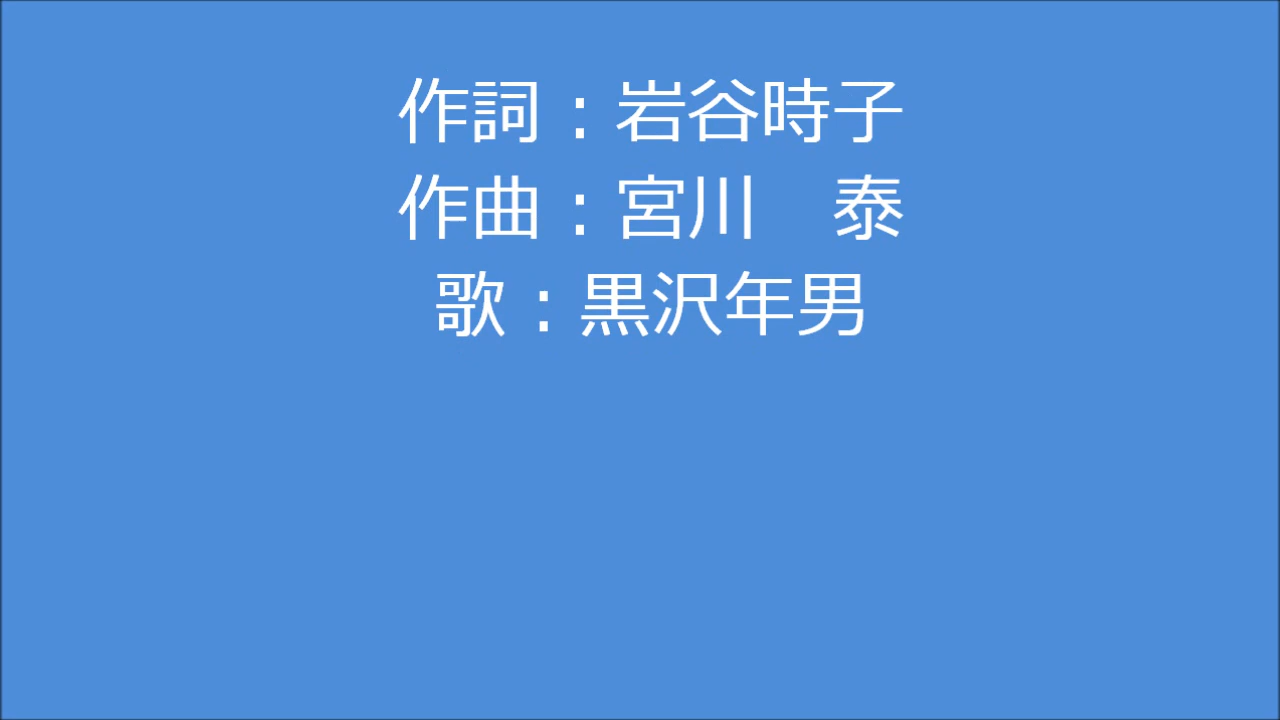 作詞：岩谷時子
作曲：宮川　泰
歌：黒沢年男